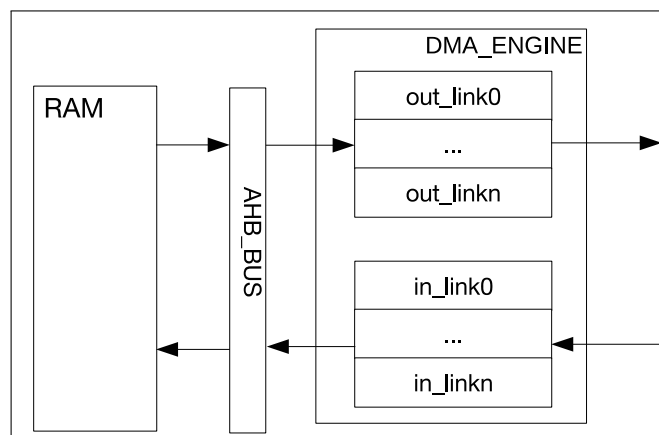 DMA_ENGINE
RAM
out_link0
...
out_linkn
AHB_BUS
in_link0
...
in_linkn